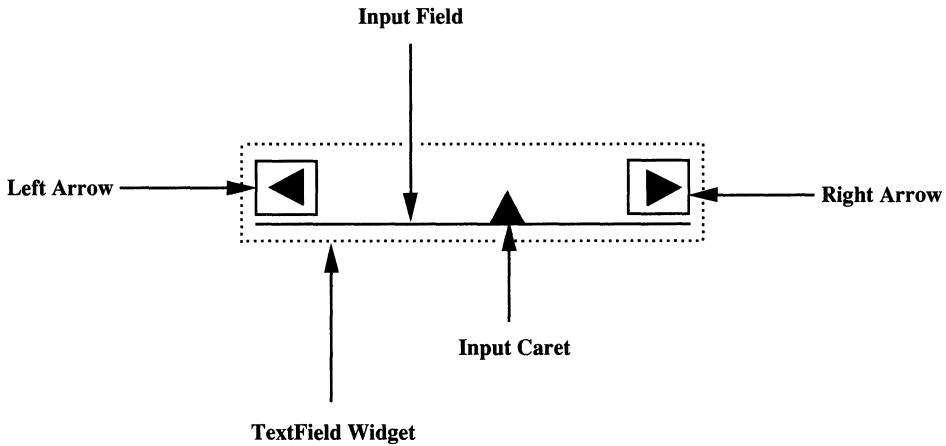 Input Field
Left Arrow
Right Arrow
Input Caret
TextField Widget